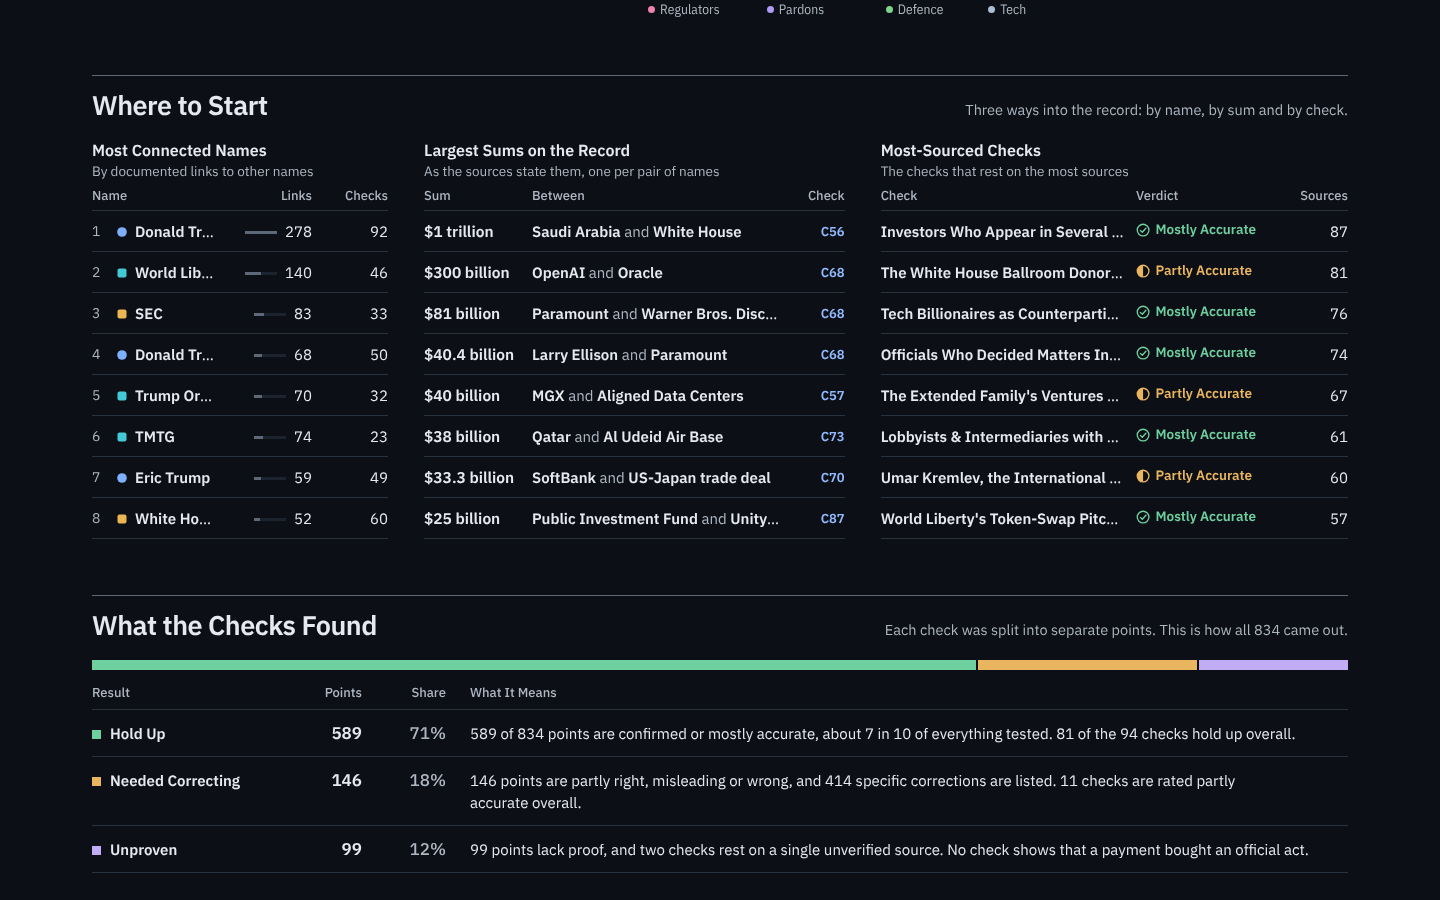 Regulators Pardons Defence Tech
Where to Start
Three ways into the record: by name, by sum and by check.
Most Connected Names
By documented links to other names
Name Links Checks
1 Donald Tr... 278 92
2 World Lib... 140 46
3 SEC 83 33
4 Donald Tr... 68 50
5 Trump Or... 70 32
6 TMTG 74 23
7 Eric Trump 59 49
8 White Ho... 52 60
Largest Sums on the Record
As the sources state them, one per pair of names
Sum Between Check
$1 trillion Saudi Arabia and White House C56
$300 billion OpenAI and Oracle C68
$81 billion Paramount and Warner Bros. Disc... C68
$40.4 billion Larry Ellison and Paramount C68
$40 billion MGX and Aligned Data Centers C57
$38 billion Qatar and Al Udeid Air Base C73
$33.3 billion SoftBank and US-Japan trade deal C70
$25 billion Public Investment Fund and Unity... C87
Most-Sourced Checks
The checks that rest on the most sources
Check Verdict Sources
Investors Who Appear in Several ... Mostly Accurate 87
The White House Ballroom Donor... Partly Accurate 81
Tech Billionaires as Counterparti... Mostly Accurate 76
Officials Who Decided Matters In... Mostly Accurate 74
The Extended Family's Ventures ... Partly Accurate 67
Lobbyists & Intermediaries with ... Mostly Accurate 61
Umar Kremlev, the International ... Partly Accurate 60
World Liberty's Token-Swap Pitc... Mostly Accurate 57
What the Checks Found
Each check was split into separate points. This is how all 834 came out.
Result Points Share What It Means
Hold Up 589 71% 589 of 834 points are confirmed or mostly accurate, about 7 in 10 of everything tested. 81 of the 94 checks hold up overall.
Needed Correcting 146 18% 146 points are partly right, misleading or wrong, and 414 specific corrections are listed. 11 checks are rated partly
accurate overall.
Unproven 99 12% 99 points lack proof, and two checks rest on a single unverified source. No check shows that a payment bought an official act.